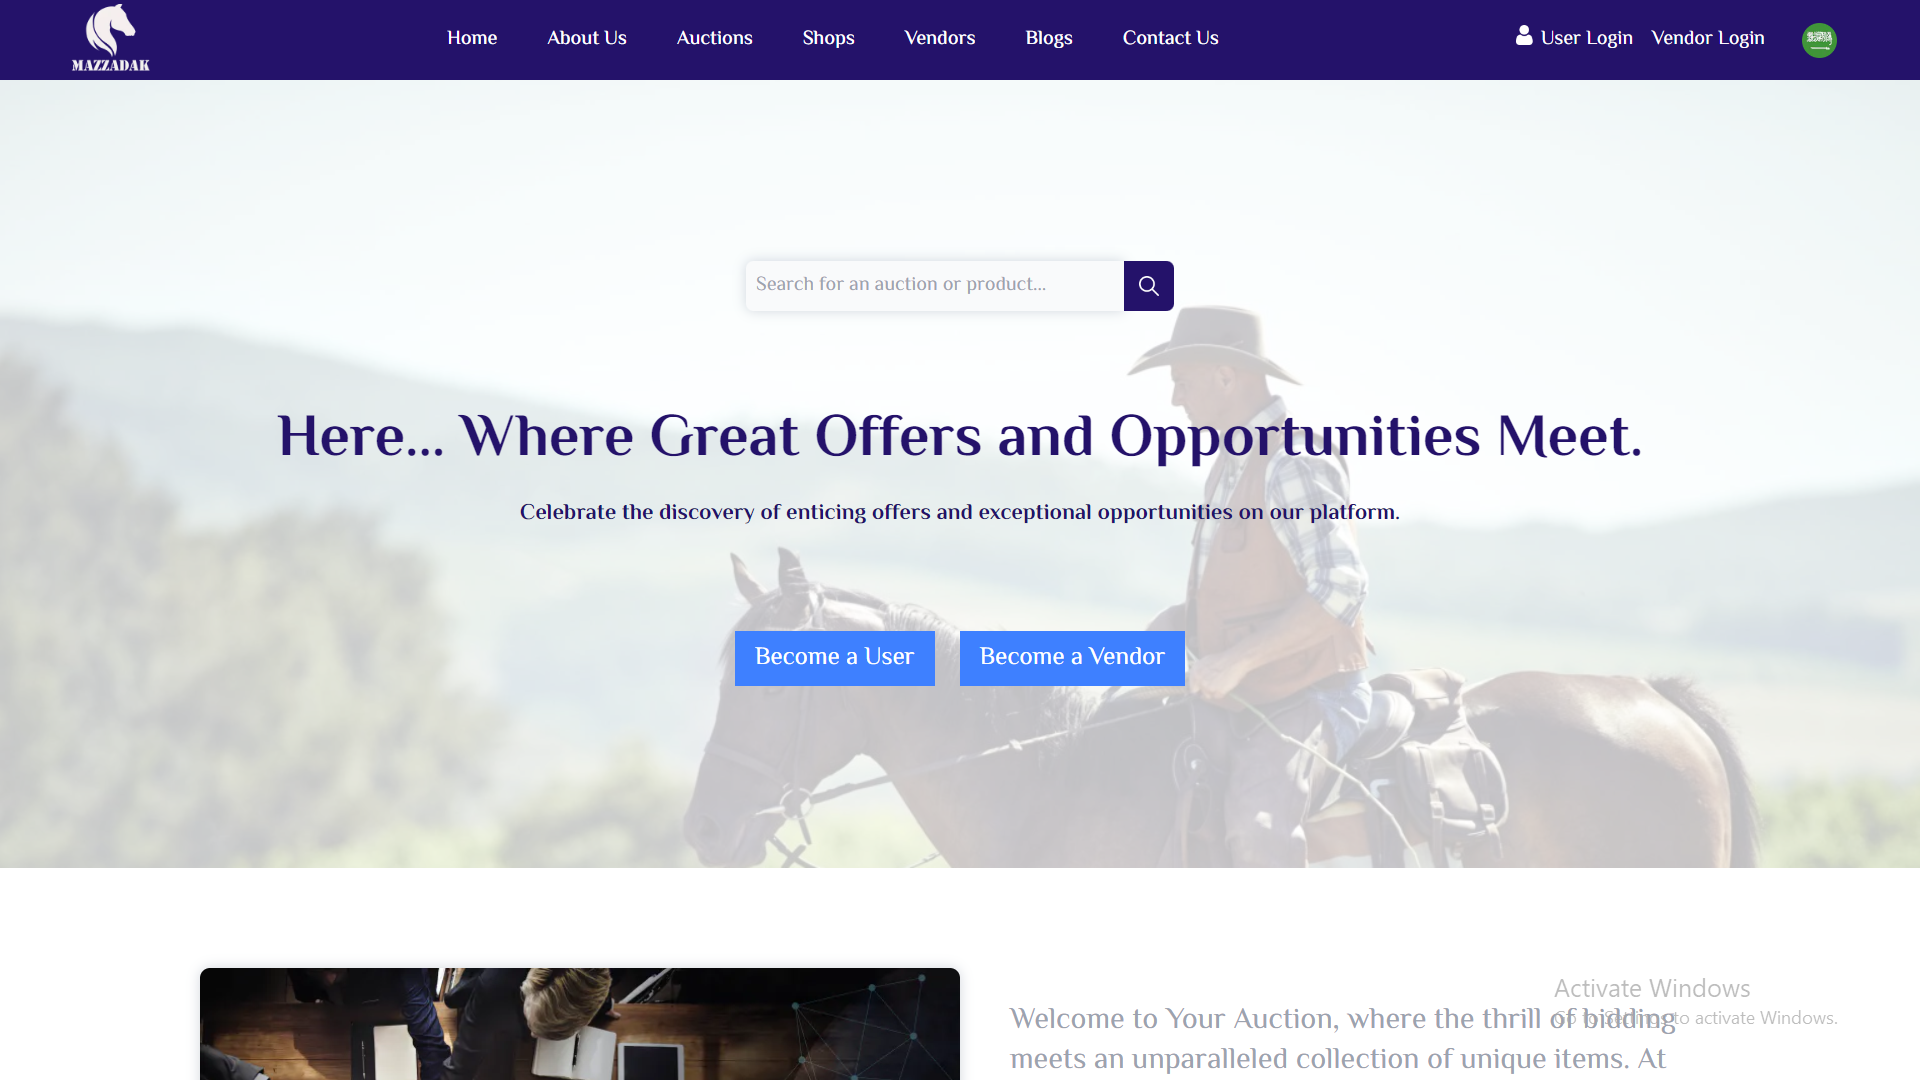 MAZZADAK
Home About Us Auctions Shops Vendors Blogs Contact Us
User Login Vendor Login
Search for an auction or product...
Here... Where Great Offers and Opportunities Meet.
Celebrate the discovery of enticing offers and exceptional opportunities on our platform.
Become a User Become a Vendor
Activate Windows
Go to Settings to activate Windows.
Welcome to Your Auction, where the thrill of bidding
meets an unparalleled collection of unique items. At